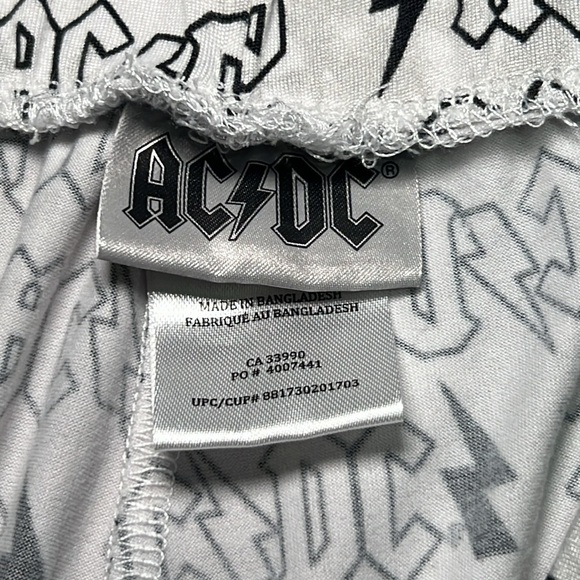 AC⚡DC®
MADE IN BANGLADESH
FABRIQUÉ AU BANGLADESH
CA 33990
PO # 4007441
UPC/CUP# 881730201703